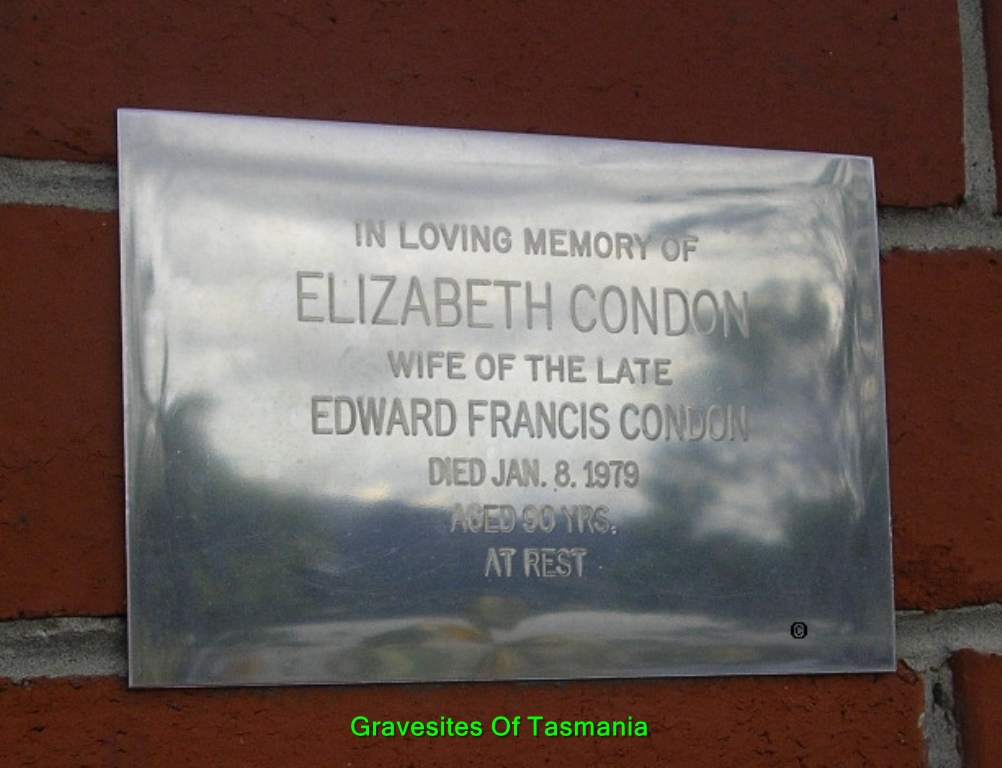 IN LOVING MEMORY OF
ELIZABETH CONDON
WIFE OF THE LATE
EDWARD FRANCIS CONDON
DIED JAN. 8. 1979
AGED 90 YRS.
AT REST
©
Gravesites Of Tasmania